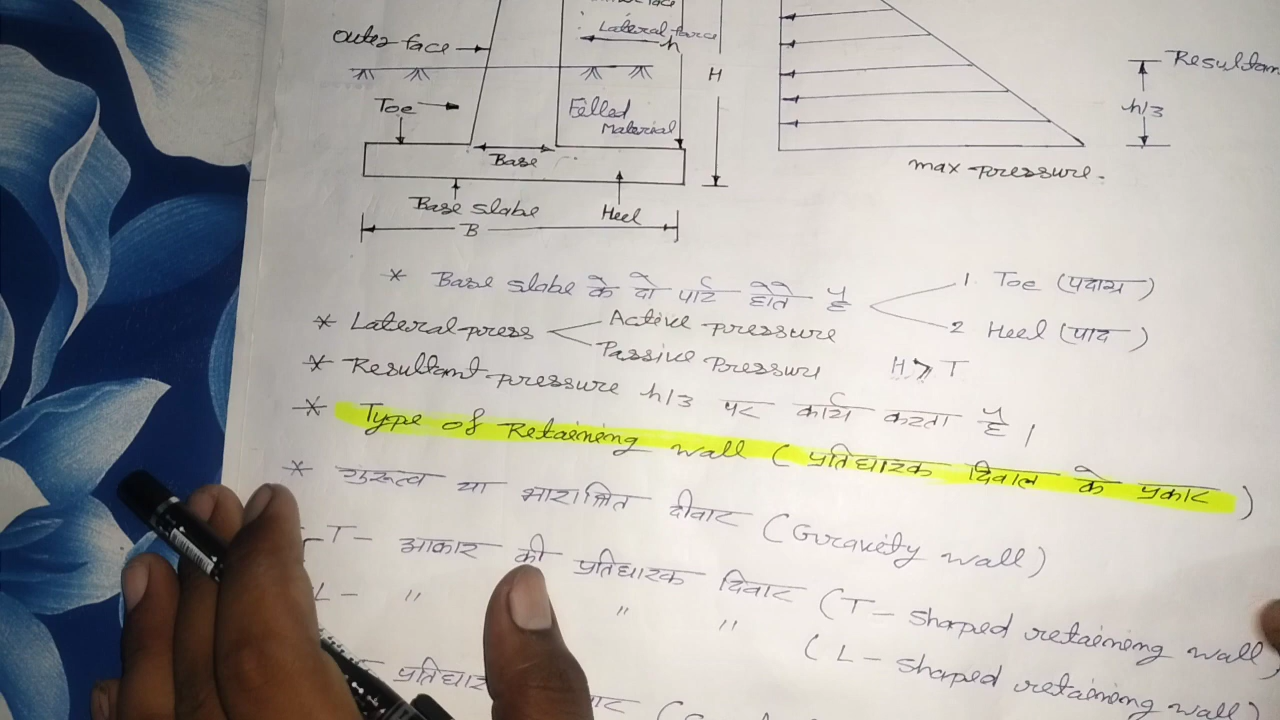 Lateral force
outer face
h
H
Resultan
Toe
Filled
Material
h/3
Base
max pressure.
Base slabe
Heel
B
* Base slabe के दो पार्ट होते है
1. Toe (पदाग्र)
2 Heel (पाद)
* Lateral press
Active pressure
Passive Pressure
H > T
* Resultant pressure h/3 पर कार्य करता है।
* Type of Retaining wall ( प्रतिधारक दिवाल के प्रकार )
* गुरूत्व या भाराश्रित दीवार (Gravity wall)
T- आकार की प्रतिधारक दिवार (T- shaped retaining wall)
L- " " " ( L- shaped retaining wall)
प्रतिधार